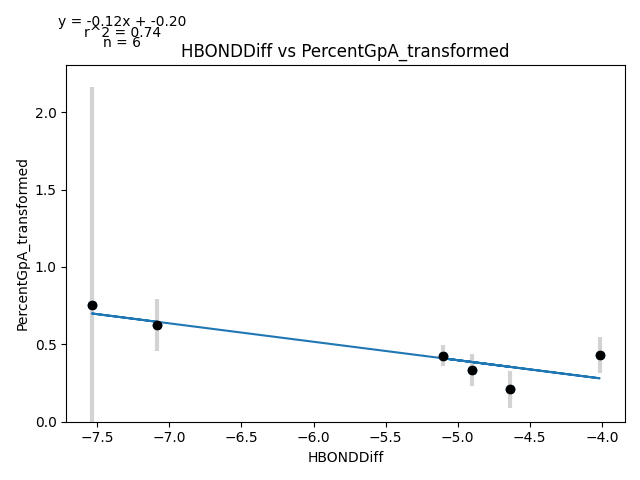 y = -0.12x + -0.20
r^2 = 0.74
n = 6
HBONDDiff vs PercentGpA_transformed
PercentGpA_transformed
2.0
1.5
1.0
0.5
0.0
−7.5 −7.0 −6.5 −6.0 −5.5 −5.0 −4.5 −4.0
HBONDDiff